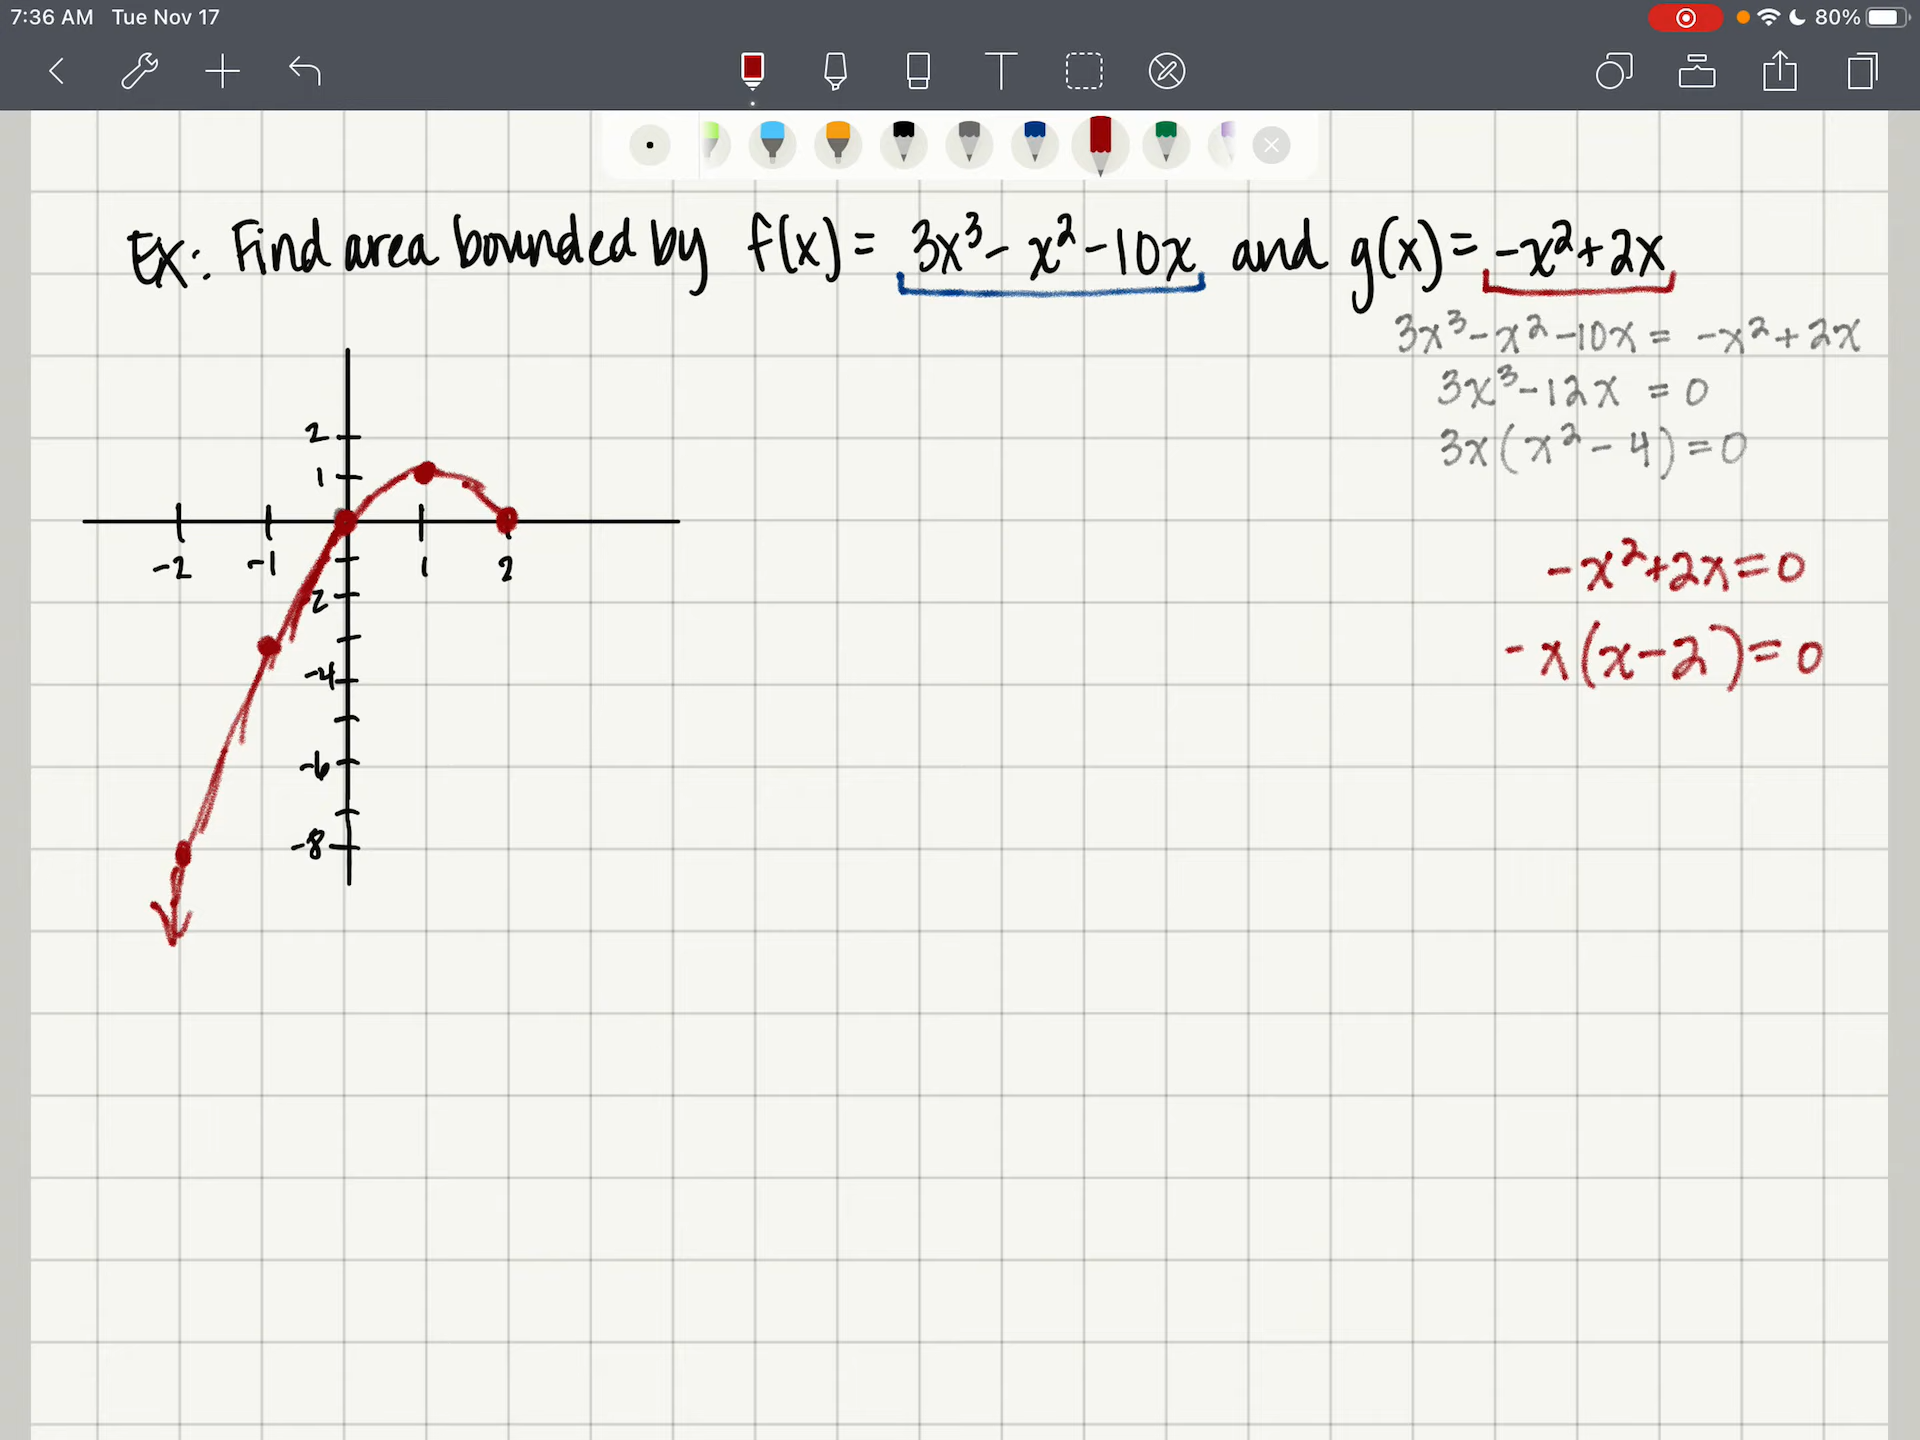 7:36 AM Tue Nov 17
80%
Ex: Find area bounded by f(x) = 3x³ - x² - 10x and g(x) = -x² + 2x
3x³ - x² - 10x = -x² + 2x
3x³ - 12x = 0
3x(x² - 4) = 0
-x² + 2x = 0
-x(x - 2) = 0
2
1
-2 -1 1 2
-2
-4
-6
-8